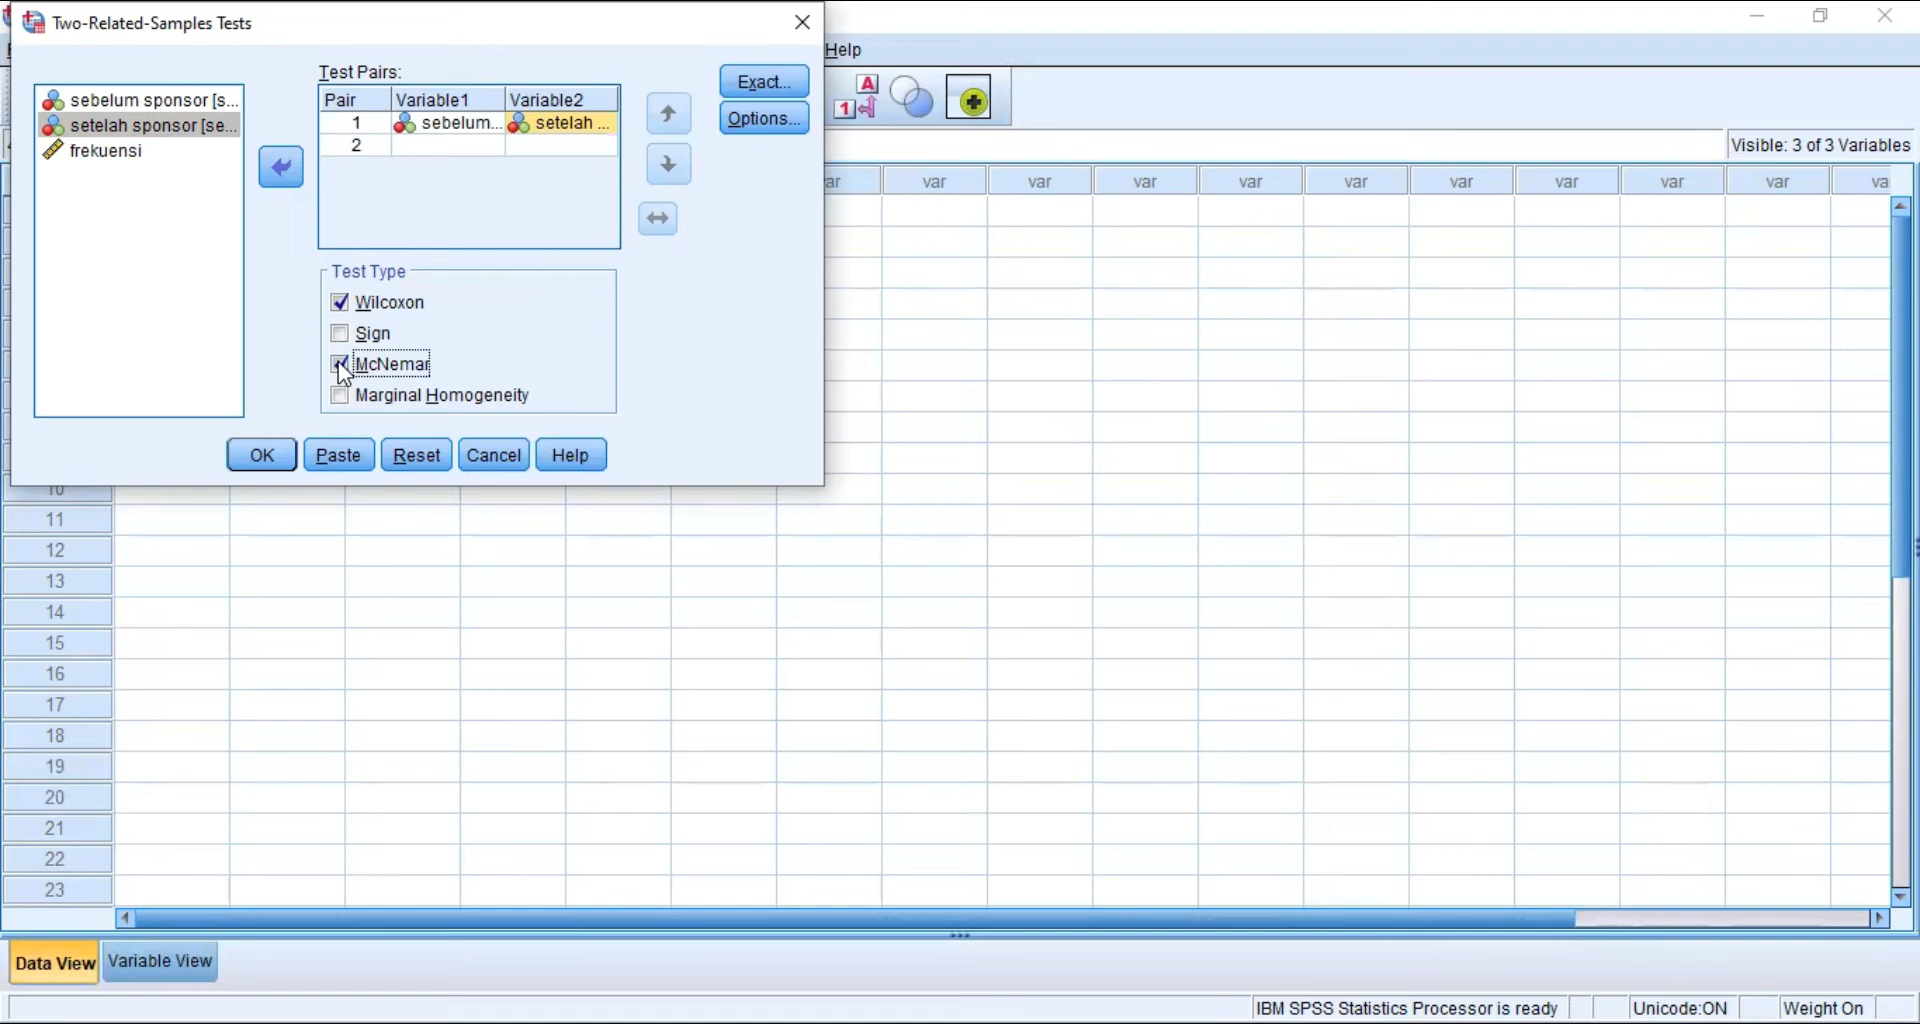 Two-Related-Samples Tests
Help
Test Pairs:
Exact...
Options...
sebelum sponsor [s...
setelah sponsor [se...
frekuensi
Pair Variable1 Variable2
1 sebelum... setelah ...
2
A
1
Visible: 3 of 3 Variables
var var var var var var var var var va
Test Type
Wilcoxon
Sign
McNemar
Marginal Homogeneity
OK Paste Reset Cancel Help
10
11
12
13
14
15
16
17
18
19
20
21
22
23
Data View Variable View
IBM SPSS Statistics Processor is ready Unicode:ON Weight On